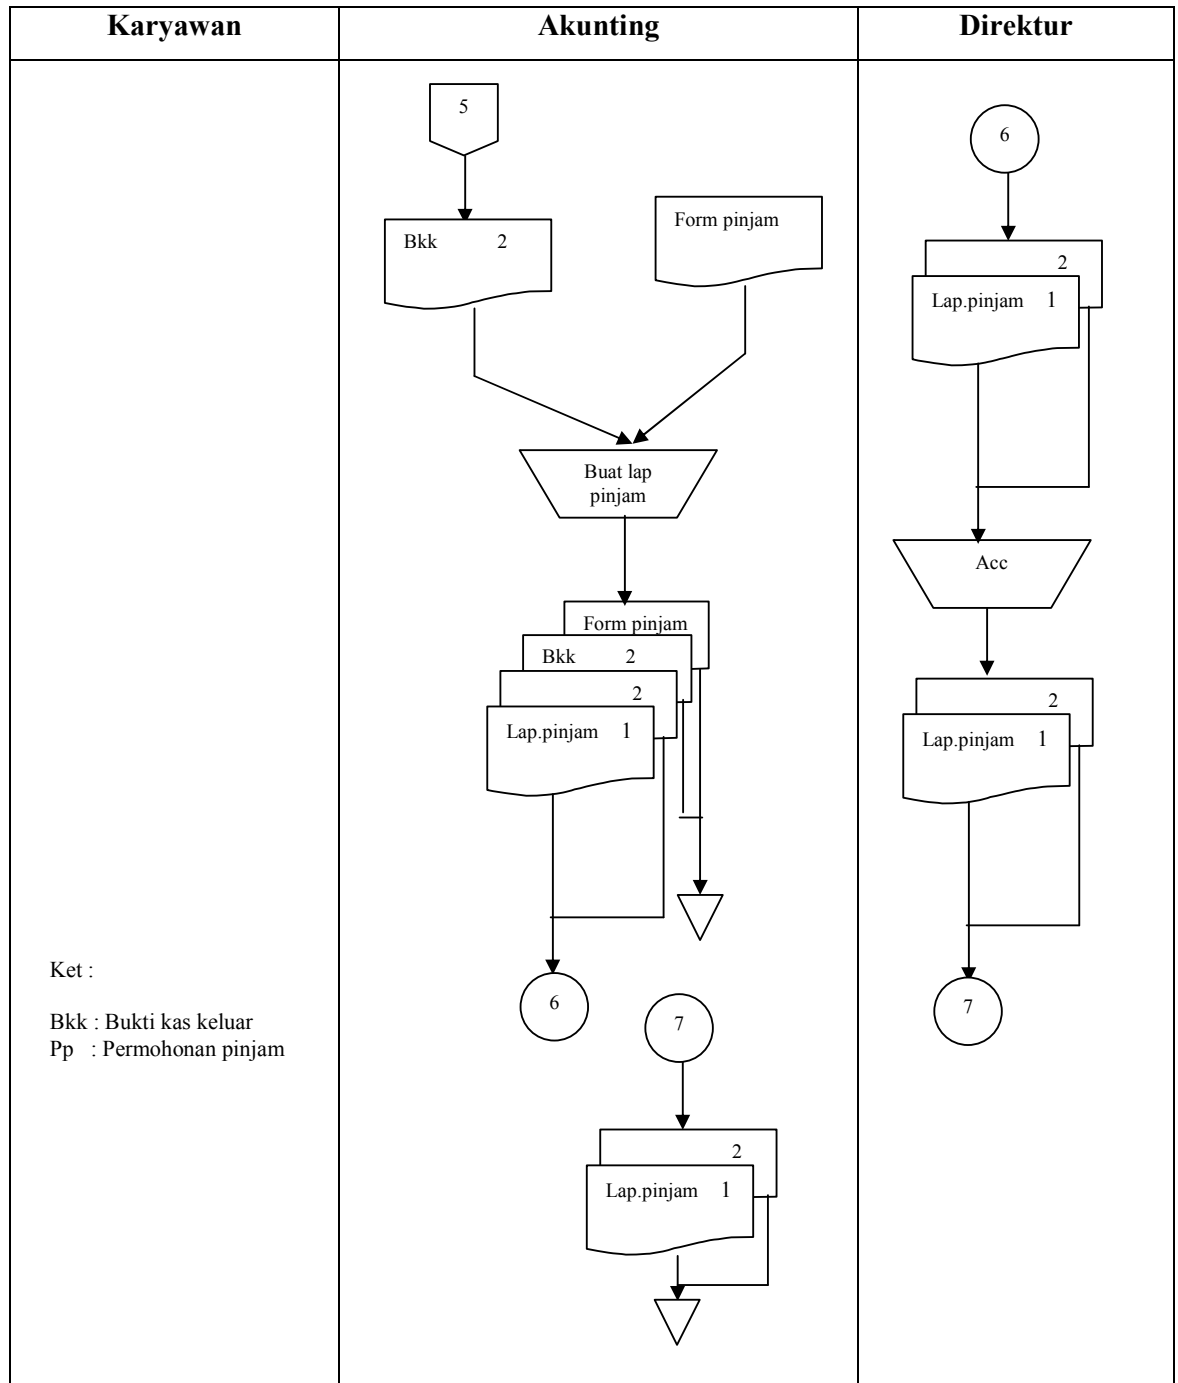 Karyawan
Akunting
Direktur
5
Bkk 2
Form pinjam
Buat lap
pinjam
Form pinjam
Bkk 2
2
Lap.pinjam 1
6
7
2
Lap.pinjam 1
6
2
Lap.pinjam 1
Acc
2
Lap.pinjam 1
7
Ket :
Bkk : Bukti kas keluar
Pp : Permohonan pinjam